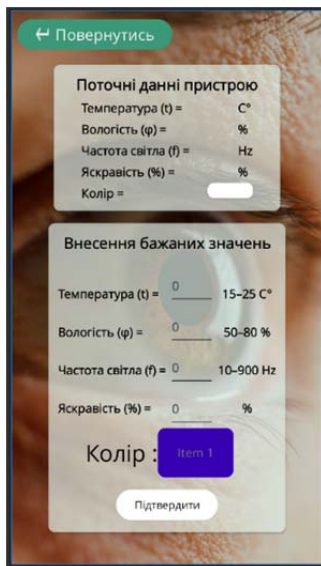 ↵ Повернутись
Поточні данні пристрою
Температура (t) = C°
Вологість (φ) = %
Частота світла (f) = Hz
Яскравість (%) = %
Колір =
Внесення бажаних значень
Температура (t) = 0 15–25 C°
Вологість (φ) = 0 50–80 %
Частота світла (f) = 0 10–900 Hz
Яскравість (%) = 0 %
Колір : Item 1
Підтвердити